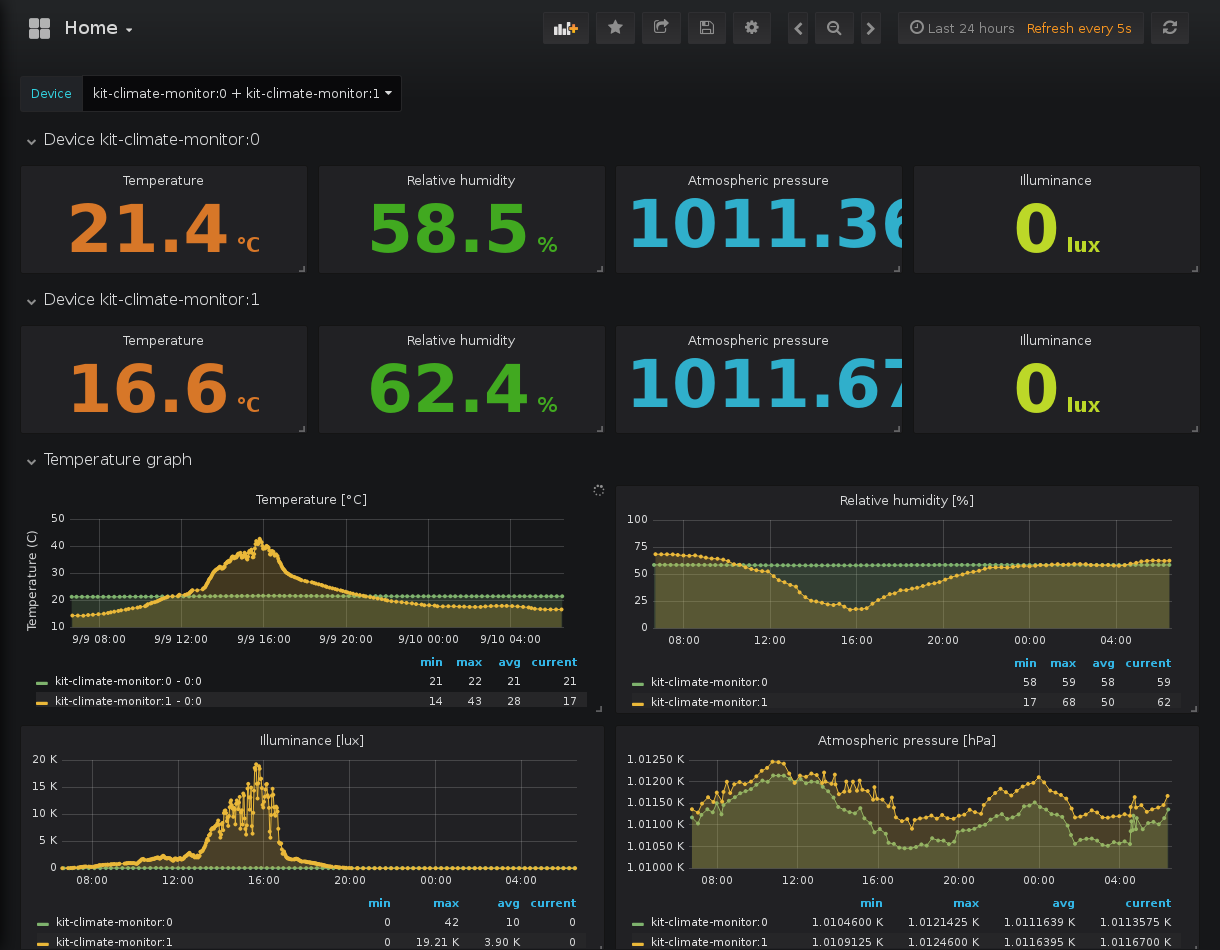 Home
Last 24 hours Refresh every 5s
Device kit-climate-monitor:0 + kit-climate-monitor:1
Device kit-climate-monitor:0
Temperature Relative humidity Atmospheric pressure Illuminance
21.4 °C 58.5 % 1011.36 0 lux
Device kit-climate-monitor:1
Temperature Relative humidity Atmospheric pressure Illuminance
16.6 °C 62.4 % 1011.67 0 lux
Temperature graph
Temperature [°C]
Temperature (C)
50
40
30
20
10
9/9 08:00 9/9 12:00 9/9 16:00 9/9 20:00 9/10 00:00 9/10 04:00
min max avg current
kit-climate-monitor:0 - 0:0 21 22 21 21
kit-climate-monitor:1 - 0:0 14 43 28 17
Relative humidity [%]
100
75
50
25
0
08:00 12:00 16:00 20:00 00:00 04:00
min max avg current
kit-climate-monitor:0 58 59 58 59
kit-climate-monitor:1 17 68 50 62
Illuminance [lux]
20 K
15 K
10 K
5 K
0
08:00 12:00 16:00 20:00 00:00 04:00
min max avg current
kit-climate-monitor:0 0 42 10 0
kit-climate-monitor:1 0 19.21 K 3.90 K 0
Atmospheric pressure [hPa]
1.01250 K
1.01200 K
1.01150 K
1.01100 K
1.01050 K
1.01000 K
08:00 12:00 16:00 20:00 00:00 04:00
min max avg current
kit-climate-monitor:0 1.0104600 K 1.0121425 K 1.0111639 K 1.0113575 K
kit-climate-monitor:1 1.0109125 K 1.0124600 K 1.0116395 K 1.0116700 K